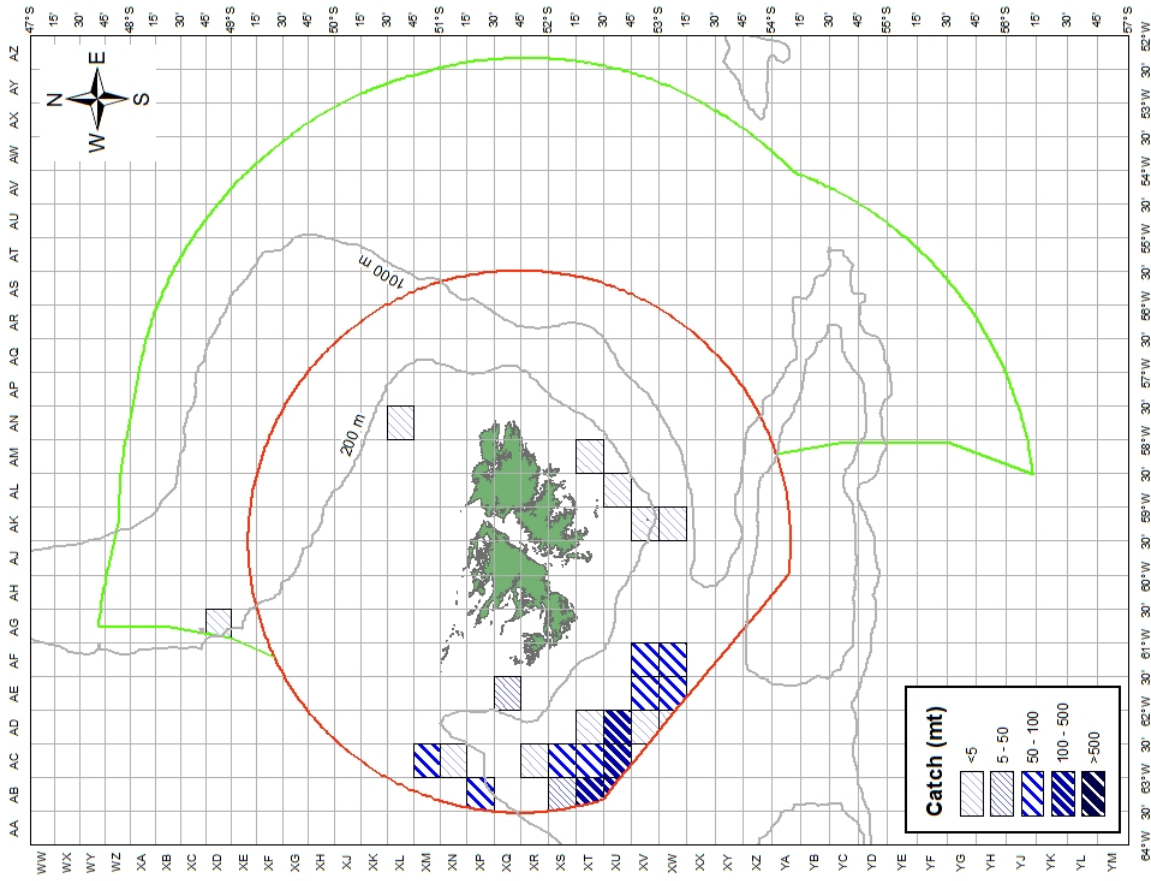 AA AB AC AD AE AF AG AH AJ AK AL AM AN AP AQ AR AS AT AU AV AW AX AY AZ
WW
WX
WY
WZ
XA
XB
XC
XD
XE
XF
XG
XH
XJ
XK
XL
XM
XN
XP
XQ
XR
XS
XT
XU
XV
XW
XX
XY
XZ
YA
YB
YC
YD
YE
YF
YG
YH
YJ
YK
YL
YM
N
W E
S
200 m
1000 m
Catch (mt)
<5
5 - 50
50 - 100
100 - 500
>500
47°S
15'
30'
45'
48°S
15'
30'
45'
49°S
15'
30'
45'
50°S
15'
30'
45'
51°S
15'
30'
45'
52°S
15'
30'
45'
53°S
15'
30'
45'
54°S
15'
30'
45'
55°S
15'
30'
45'
56°S
15'
30'
45'
57°S
64°W 30' 63°W 30' 62°W 30' 61°W 30' 60°W 30' 59°W 30' 58°W 30' 57°W 30' 56°W 30' 55°W 30' 54°W 30' 53°W 30' 52°W